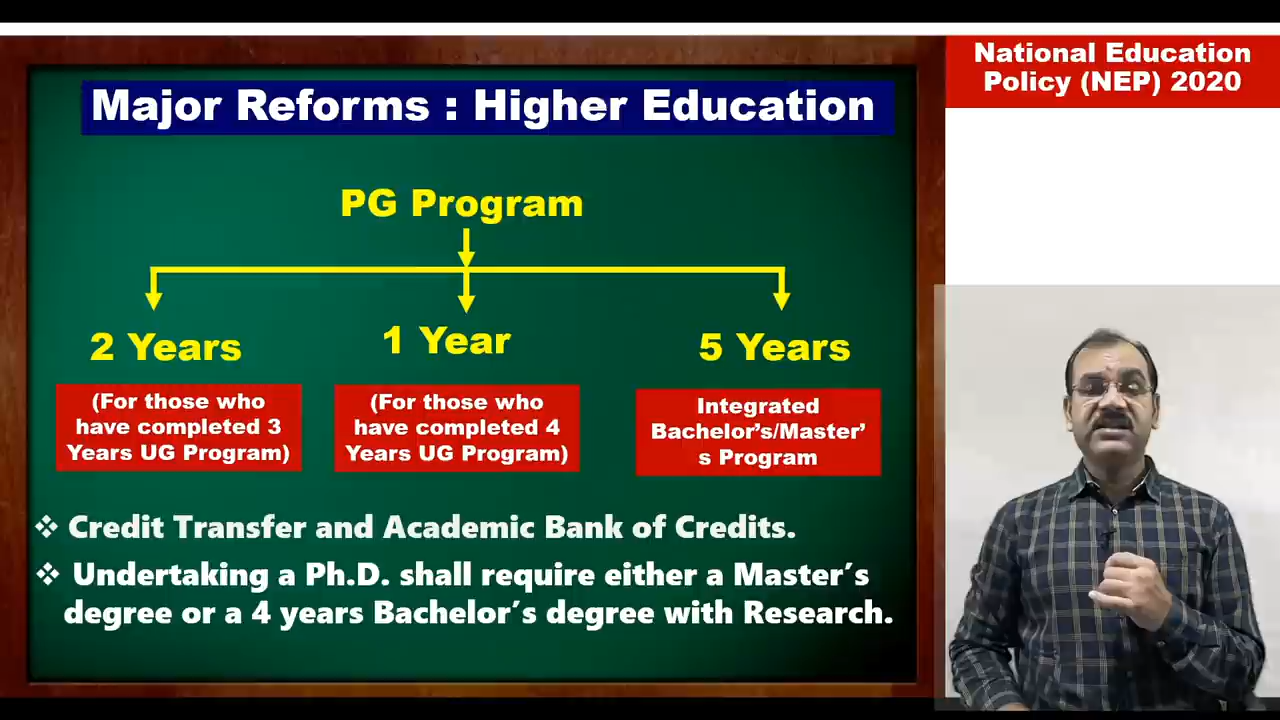 National Education
Policy (NEP) 2020
Major Reforms : Higher Education
PG Program
2 Years
1 Year
5 Years
(For those who
have completed 3
Years UG Program)
(For those who
have completed 4
Years UG Program)
Integrated
Bachelor’s/Master’
s Program
❖ Credit Transfer and Academic Bank of Credits.
❖ Undertaking a Ph.D. shall require either a Master’s
degree or a 4 years Bachelor’s degree with Research.